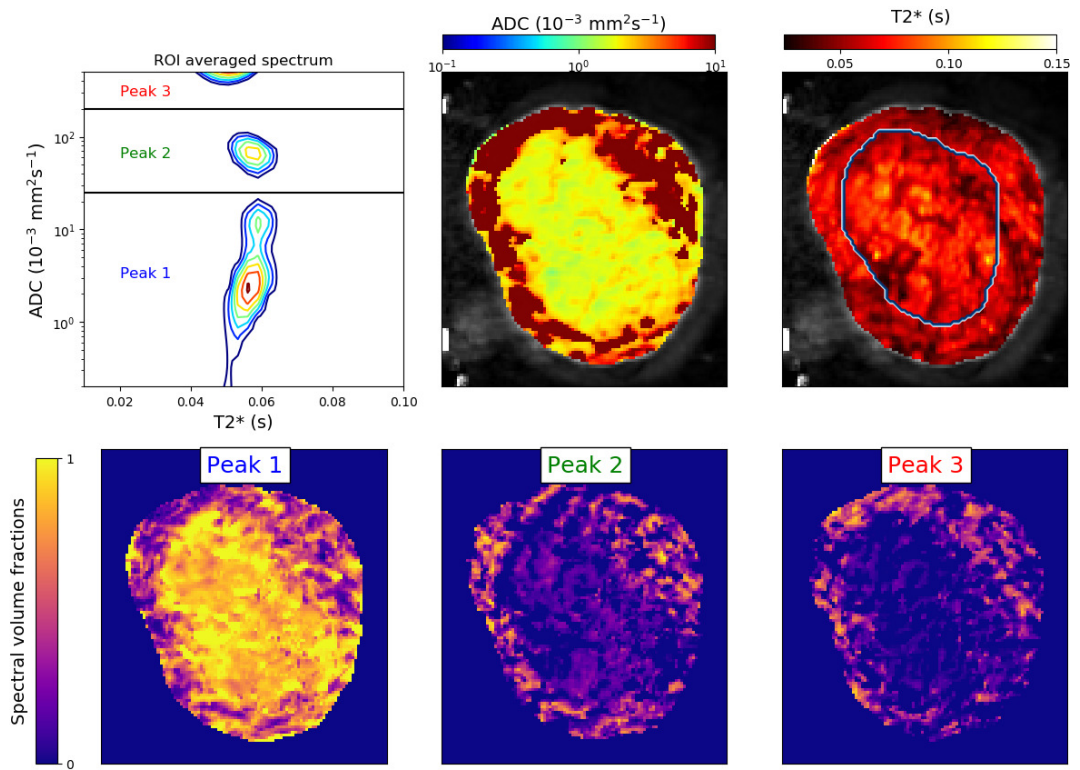 ADC (10⁻³ mm²s⁻¹)
T2* (s)
ROI averaged spectrum
10⁻¹ 10⁰ 10¹
0.05 0.10 0.15
Peak 3
Peak 2
Peak 1
10²
10¹
10⁰
ADC (10⁻³ mm²s⁻¹)
0.02 0.04 0.06 0.08 0.10
T2* (s)
Peak 1
Peak 2
Peak 3
1
0
Spectral volume fractions